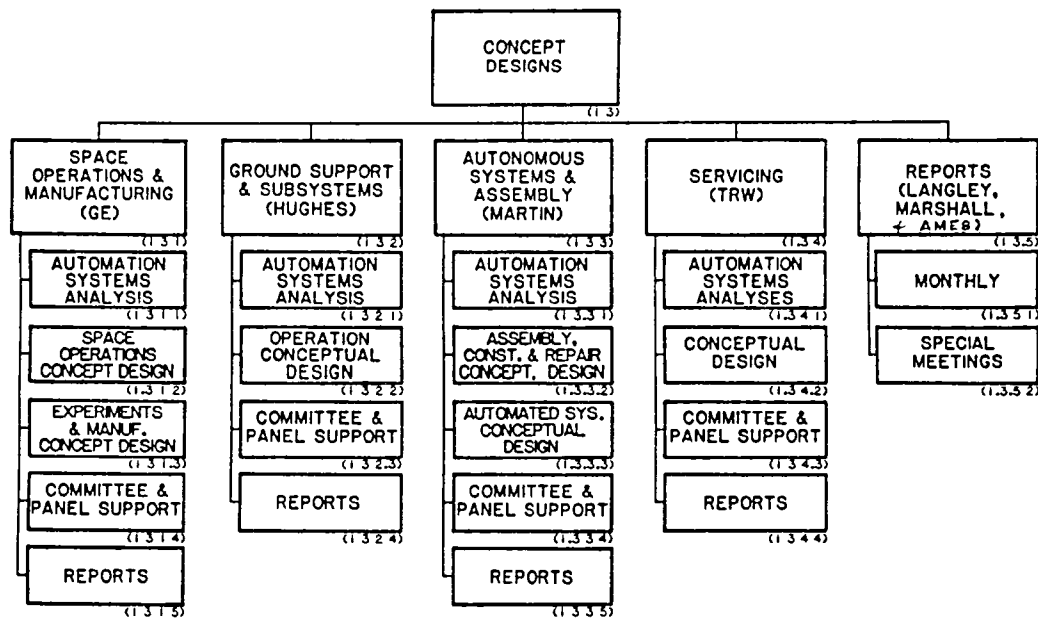 CONCEPT
DESIGNS
(1 3)
SPACE
OPERATIONS &
MANUFACTURING
(GE)
(1 3 1)
AUTOMATION
SYSTEMS
ANALYSIS
(1 3 1 1)
SPACE
OPERATIONS
CONCEPT DESIGN
(1.3 1 2)
EXPERIMENTS
& MANUF.
CONCEPT DESIGN
(1 3 1.3)
COMMITTEE &
PANEL SUPPORT
(1 3 1 4)
REPORTS
(1 3 1 5)
GROUND SUPPORT
& SUBSYSTEMS
(HUGHES)
(1 3.2)
AUTOMATION
SYSTEMS
ANALYSIS
(1 3 2 1)
OPERATION
CONCEPTUAL
DESIGN
(1 3 2 2)
COMMITTEE &
PANEL SUPPORT
(1 3 2.3)
REPORTS
(1 3 2 4)
AUTONOMOUS
SYSTEMS
& ASSEMBLY
(MARTIN)
(1 3 3)
AUTOMATION
SYSTEMS
ANALYSIS
(1 3 3 1)
ASSEMBLY,
CONST. & REPAIR
CONCEPT. DESIGN
(1 3.3.2)
AUTOMATED SYS.
CONCEPTUAL
DESIGN
(1.3.3.3)
COMMITTEE &
PANEL SUPPORT
(1 3.3 4)
REPORTS
(1 3 3 5)
SERVICING
(TRW)
(1.3 4)
AUTOMATION
SYSTEMS
ANALYSES
(1 3 4 1)
CONCEPTUAL
DESIGN
(1.3 4.2)
COMMITTEE &
PANEL SUPPORT
(1 3 4.3)
REPORTS
(1 3 4 4)
REPORTS
(LANGLEY,
MARSHALL,
& AMES)
(1 3.5)
MONTHLY
(1.3.5 1)
SPECIAL
MEETINGS
(1.3.5 2)